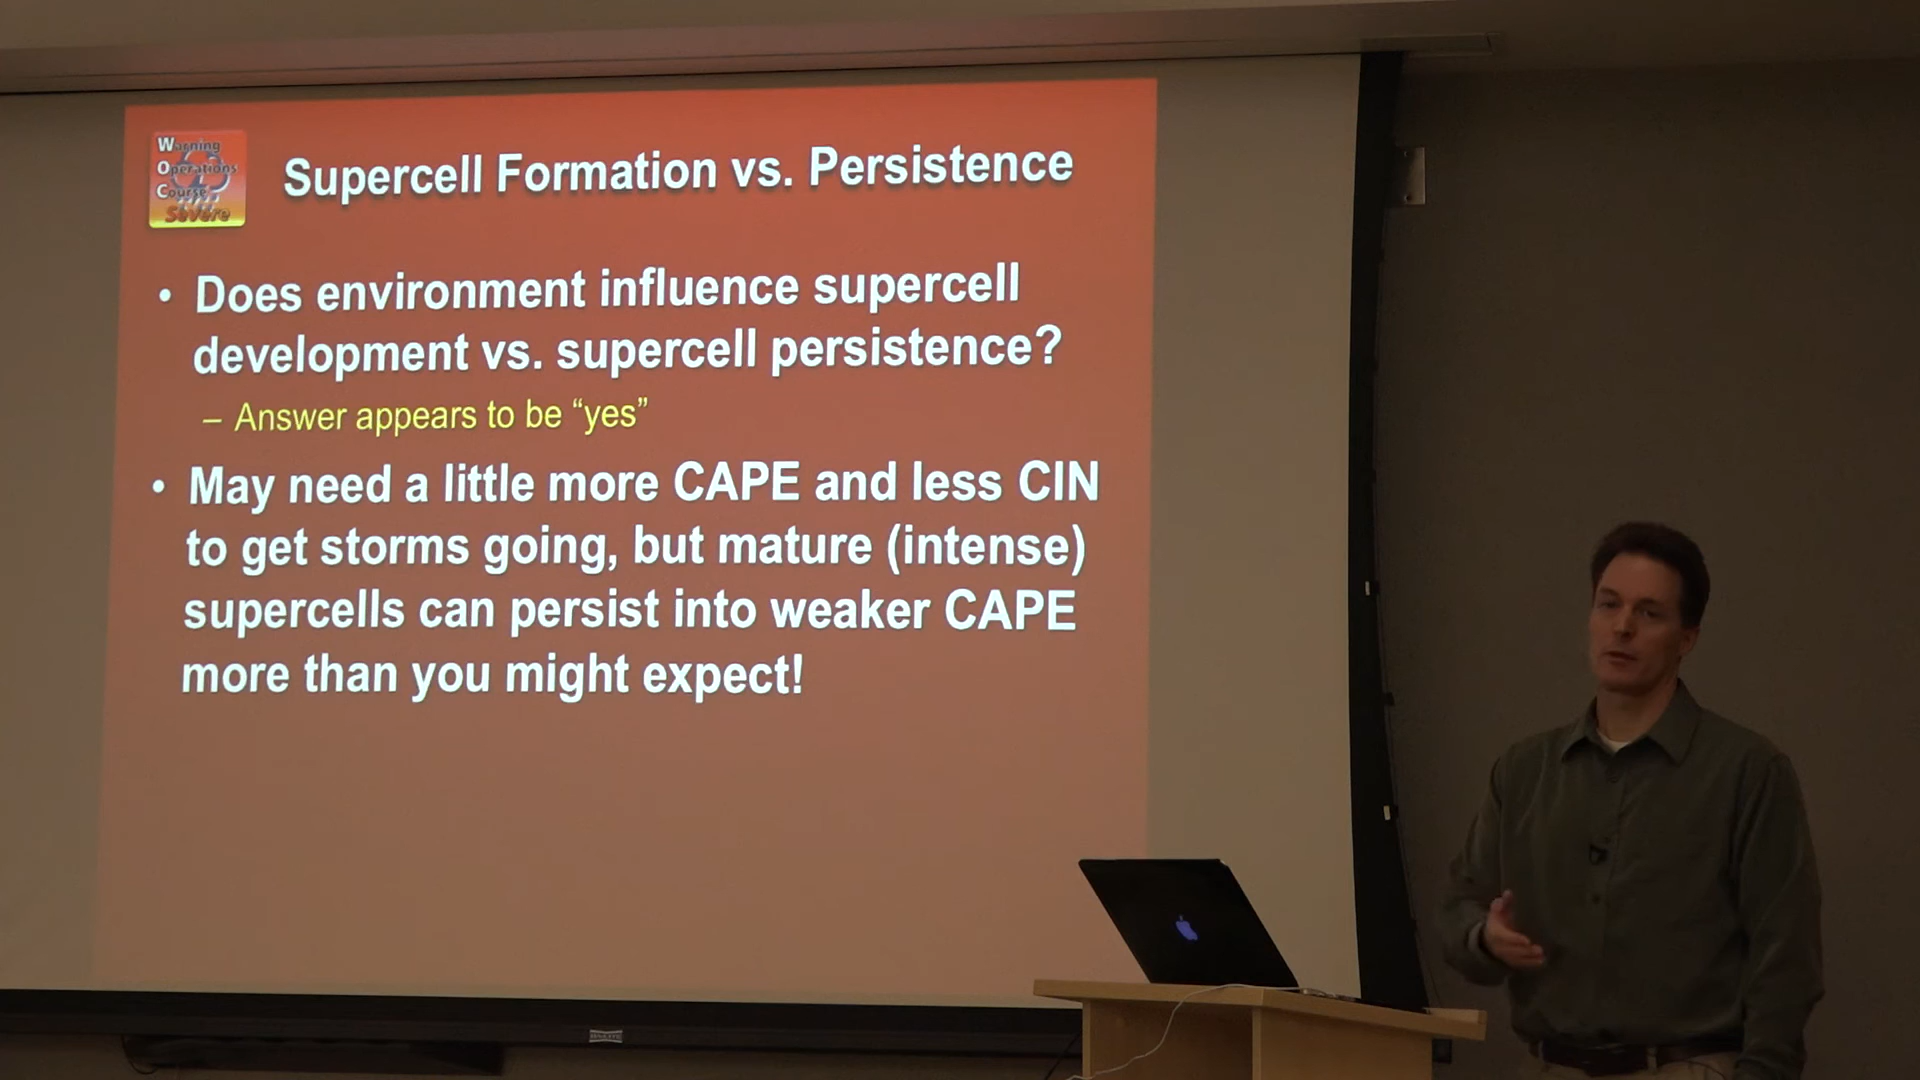 Warning
Operations
Course
Severe
Supercell Formation vs. Persistence
• Does environment influence supercell
development vs. supercell persistence?
– Answer appears to be “yes”
• May need a little more CAPE and less CIN
to get storms going, but mature (intense)
supercells can persist into weaker CAPE
more than you might expect!